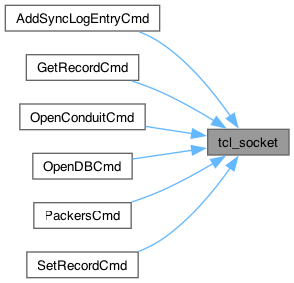 AddSyncLogEntryCmd
GetRecordCmd
OpenConduitCmd
tcl_socket
OpenDBCmd
PackersCmd
SetRecordCmd